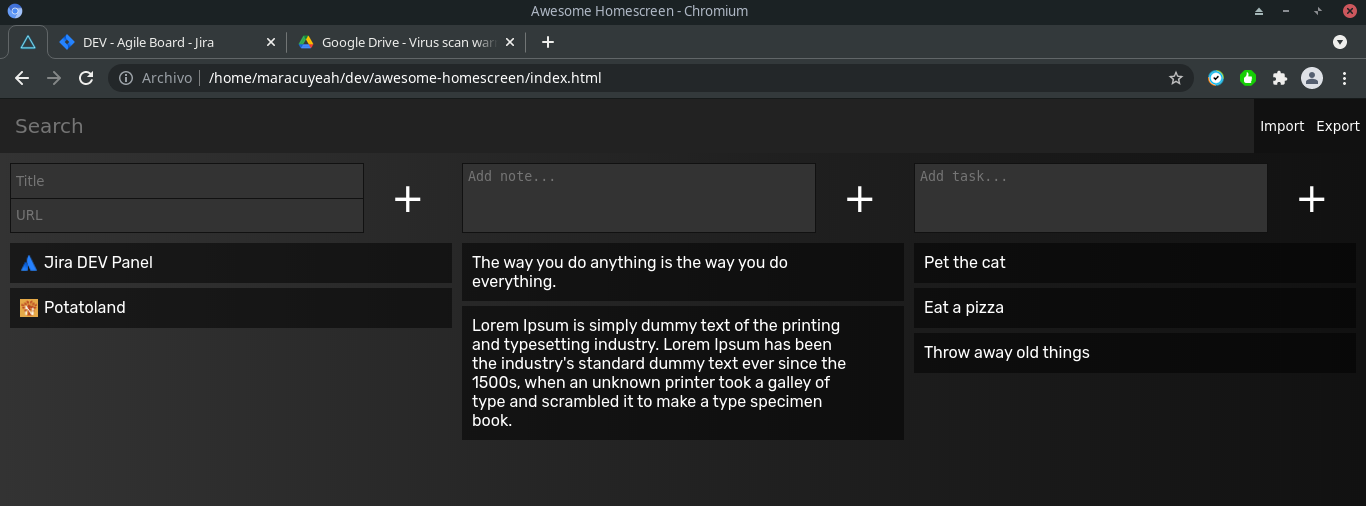 Awesome Homescreen - Chromium
DEV - Agile Board - Jira
Google Drive - Virus scan war
Archivo
/home/maracuyeah/dev/awesome-homescreen/index.html
Search
Import
Export
Title
URL
Add note...
Add task...
Jira DEV Panel
Potatoland
The way you do anything is the way you do
everything.
Lorem Ipsum is simply dummy text of the printing
and typesetting industry. Lorem Ipsum has been
the industry's standard dummy text ever since the
1500s, when an unknown printer took a galley of
type and scrambled it to make a type specimen
book.
Pet the cat
Eat a pizza
Throw away old things